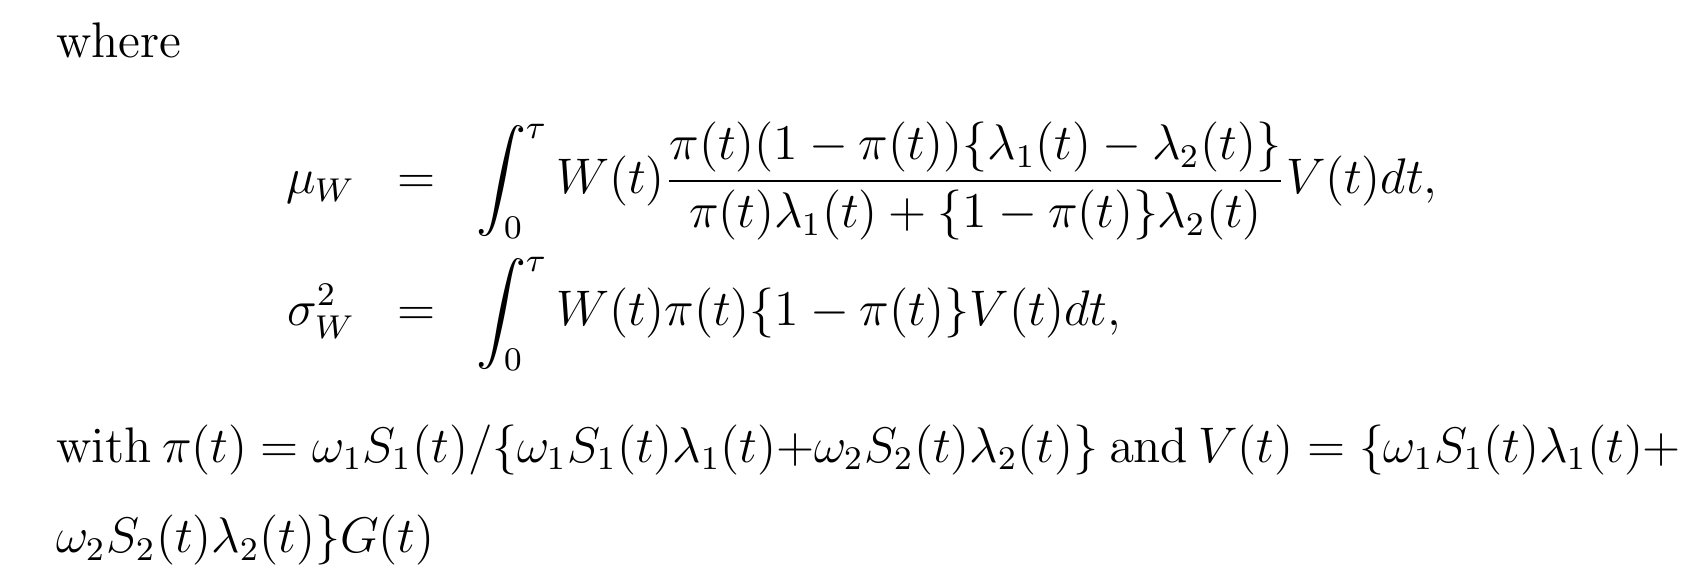 where
μ_W = ∫_0^τ W(t) \frac{π(t)(1 − π(t)){λ_1(t) − λ_2(t)}}{π(t)λ_1(t) + {1 − π(t)}λ_2(t)} V(t)dt,
σ_W^2 = ∫_0^τ W(t)π(t){1 − π(t)}V(t)dt,
with π(t) = ω_1S_1(t)/{ω_1S_1(t)λ_1(t)+ω_2S_2(t)λ_2(t)} and V(t) = {ω_1S_1(t)λ_1(t)+
ω_2S_2(t)λ_2(t)}G(t)